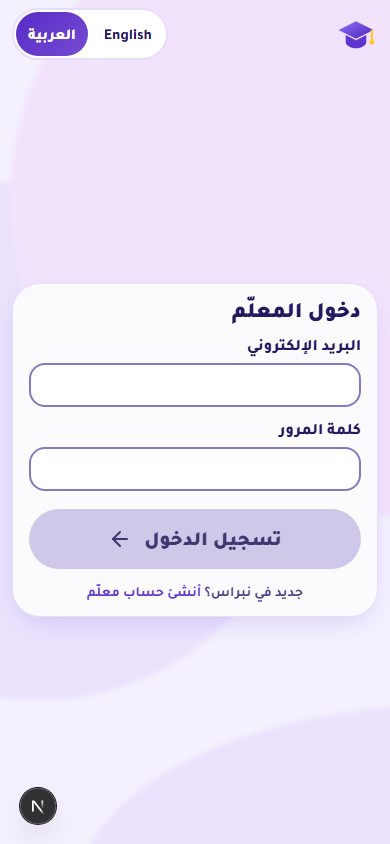 العربية
English
دخول المعلّم
البريد الإلكتروني
كلمة المرور
تسجيل الدخول
جديد في نبراس؟ أنشئ حساب معلّم
N